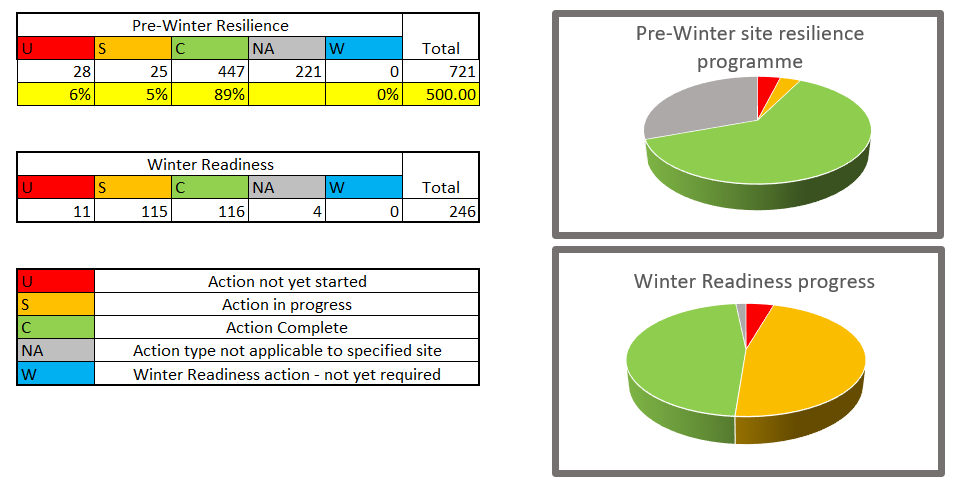 Pre-Winter Resilience
U S C NA W Total
28 25 447 221 0 721
6% 5% 89% 0% 500.00
Winter Readiness
U S C NA W Total
11 115 116 4 0 246
U Action not yet started
S Action in progress
C Action Complete
NA Action type not applicable to specified site
W Winter Readiness action - not yet required
Pre-Winter site resilience
programme
Winter Readiness progress